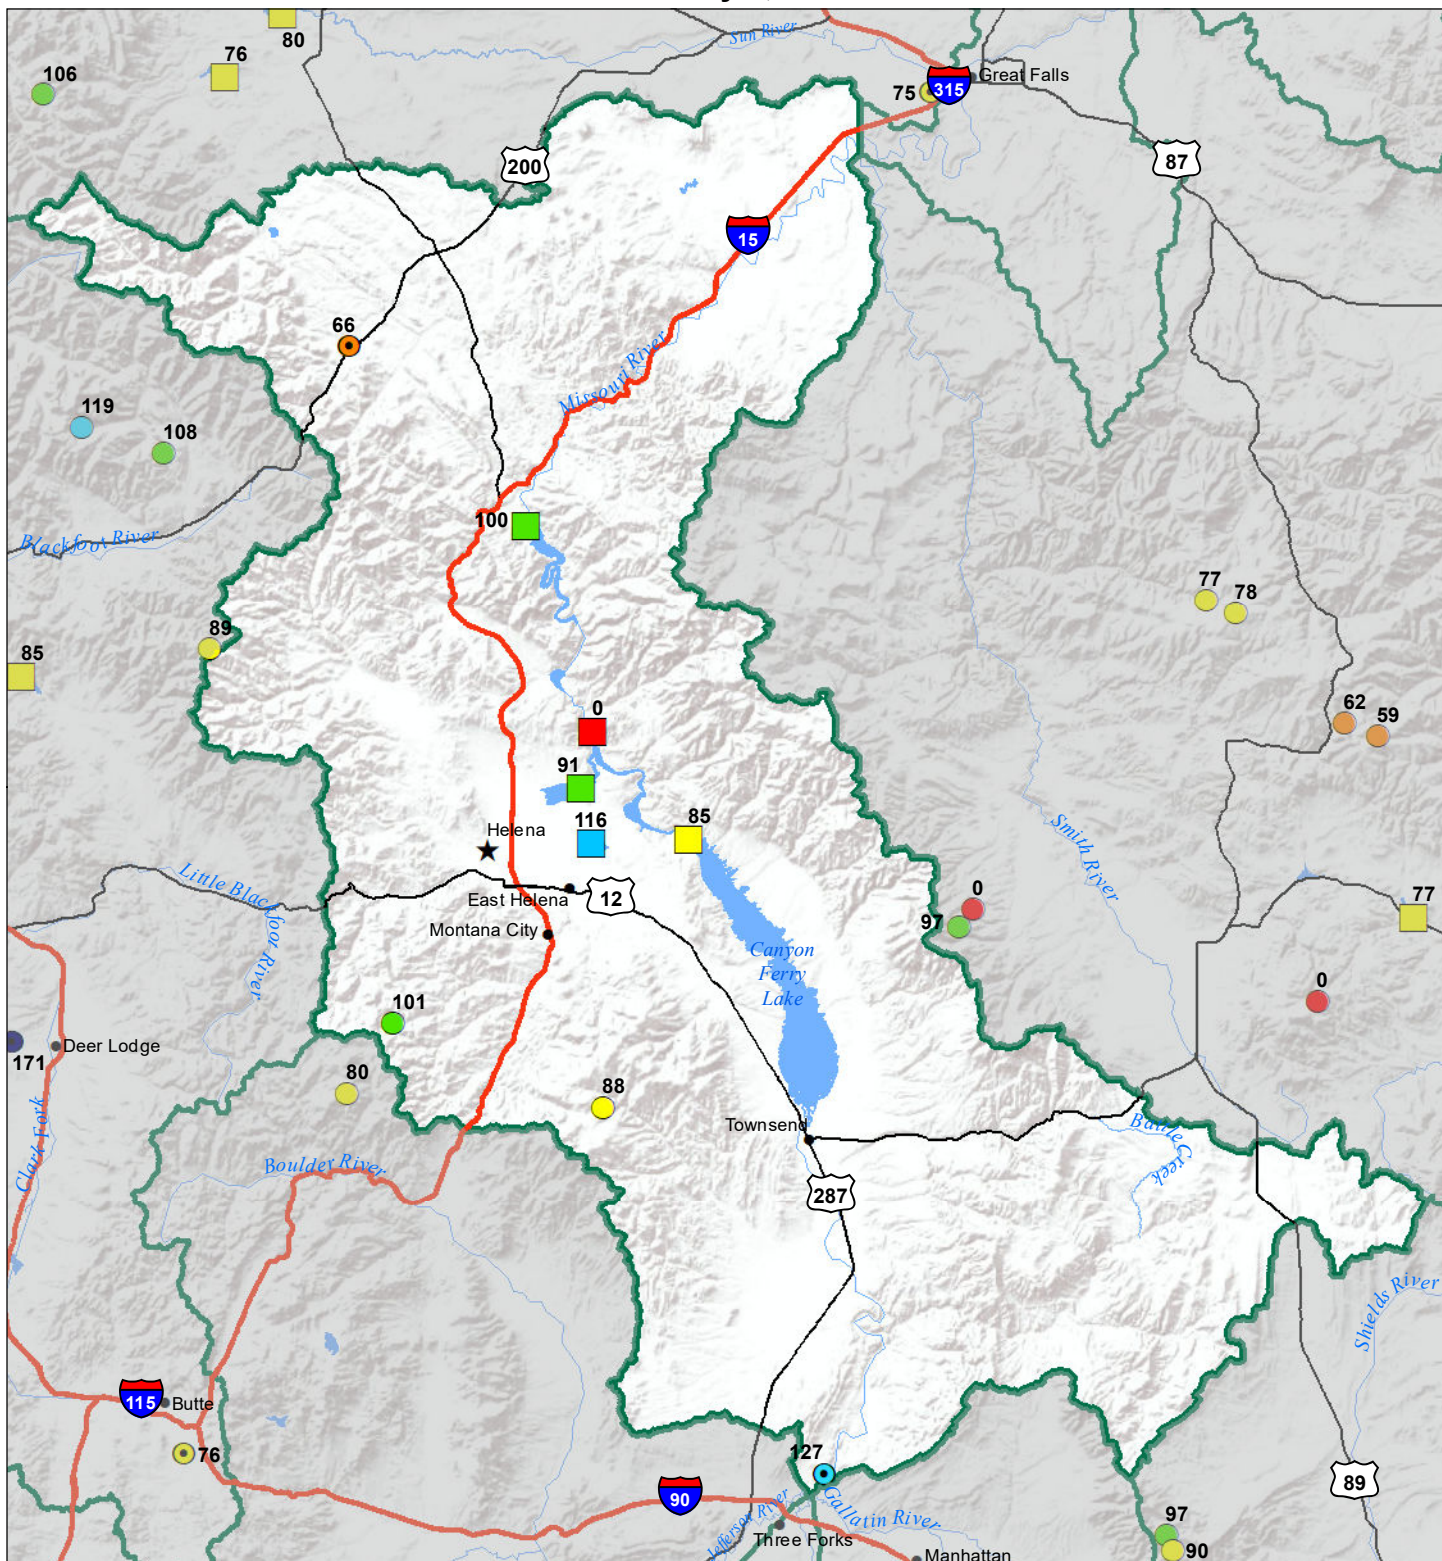 Sun River
80
76
106
Great Falls
75
315
200
87
15
66
Missouri River
119
108
100
Blackfoot River
77
78
89
85
62
59
0
91
116
85
Helena
Smith River
Little Blackfoot River
East Helena
12
77
0
97
Montana City
Canyon
Ferry
Lake
0
101
171
Deer Lodge
80
88
Clark Fork
Townsend
Battle Creek
Boulder River
287
Shields River
115
Butte
127
76
89
90
Gallatin River
Jefferson River
Three Forks
97
90
Manhattan